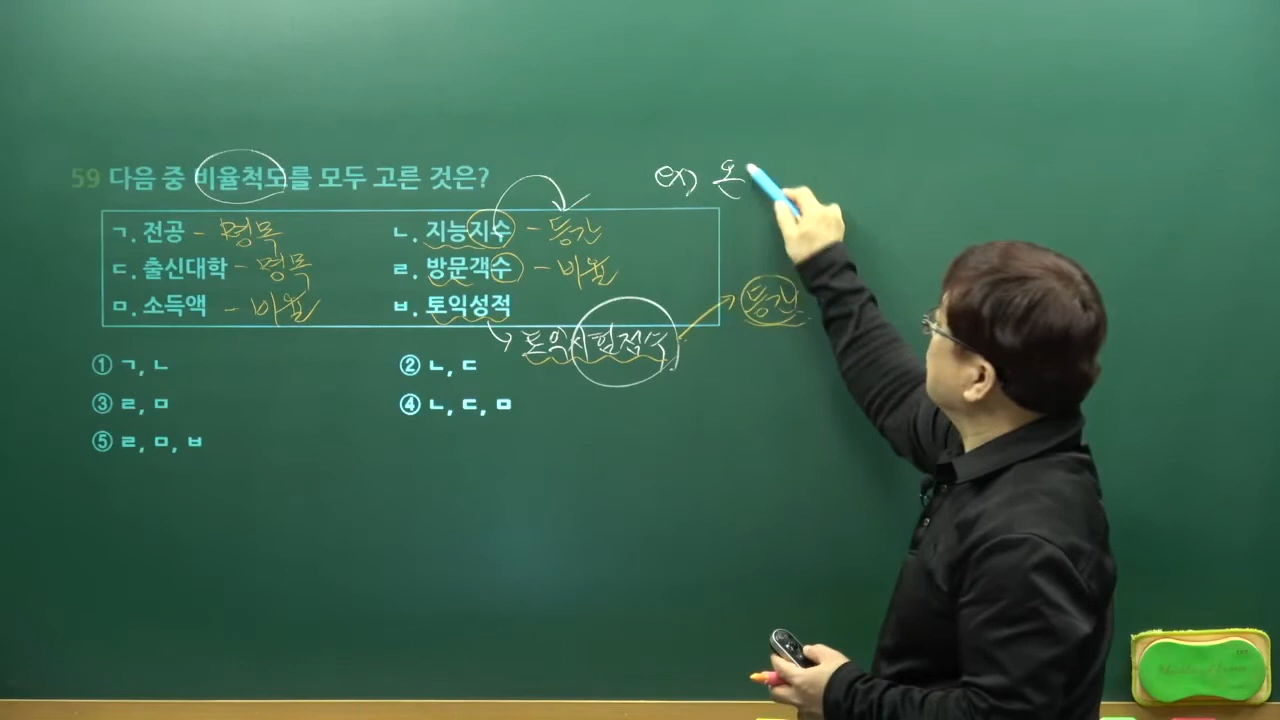 59 다음 중 비율척도를 모두 고른 것은? ex) 온
ㄱ. 전공 - 명목 ㄴ. 지능지수 - 등간
ㄷ. 출신대학 - 명목 ㄹ. 방문객수 - 비율
ㅁ. 소득액 - 비율 ㅂ. 토익성적 등간
토익시험점수
① ㄱ, ㄴ ② ㄴ, ㄷ
③ ㄹ, ㅁ ④ ㄴ, ㄷ, ㅁ
⑤ ㄹ, ㅁ, ㅂ